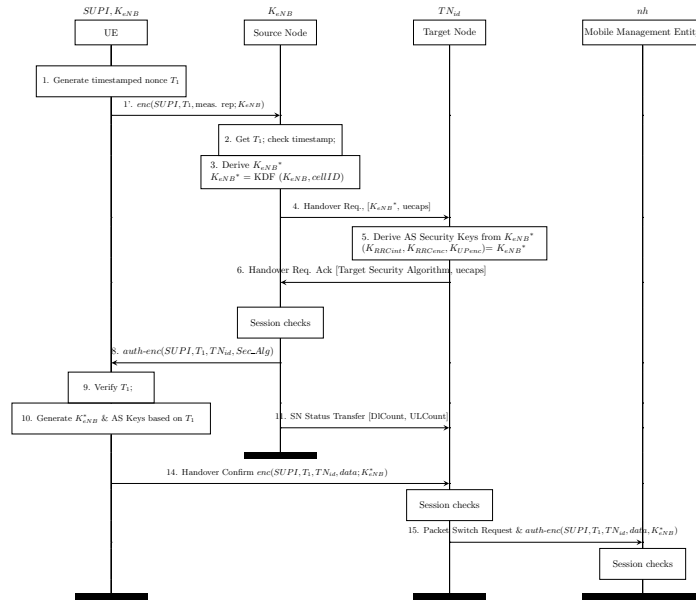 SUPI, K_eNB
K_eNB
TN_id
nh
UE
Source Node
Target Node
Mobile Management Entit
1. Generate timestamped nonce T_1
1'. enc(SUPI, T_1, meas. rep; K_eNB)
2. Get T_1; check timestamp;
3. Derive K_eNB*
K_eNB* = KDF (K_eNB, cellID)
4. Handover Req., [K_eNB*, uecaps]
5. Derive AS Security Keys from K_eNB*
(K_RRCint, K_RRCenc, K_UPenc)= K_eNB*
6. Handover Req. Ack [Target Security Algorithm, uecaps]
Session checks
8. auth-enc(SUPI, T_1, TN_id, Sec_Alg)
9. Verify T_1;
10. Generate K*_eNB & AS Keys based on T_1
11. SN Status Transfer [DlCount, ULCount]
14. Handover Confirm enc(SUPI, T_1, TN_id, data; K*_eNB)
Session checks
15. Packet Switch Request & auth-enc(SUPI, T_1, TN_id, data, K*_eNB)
Session checks